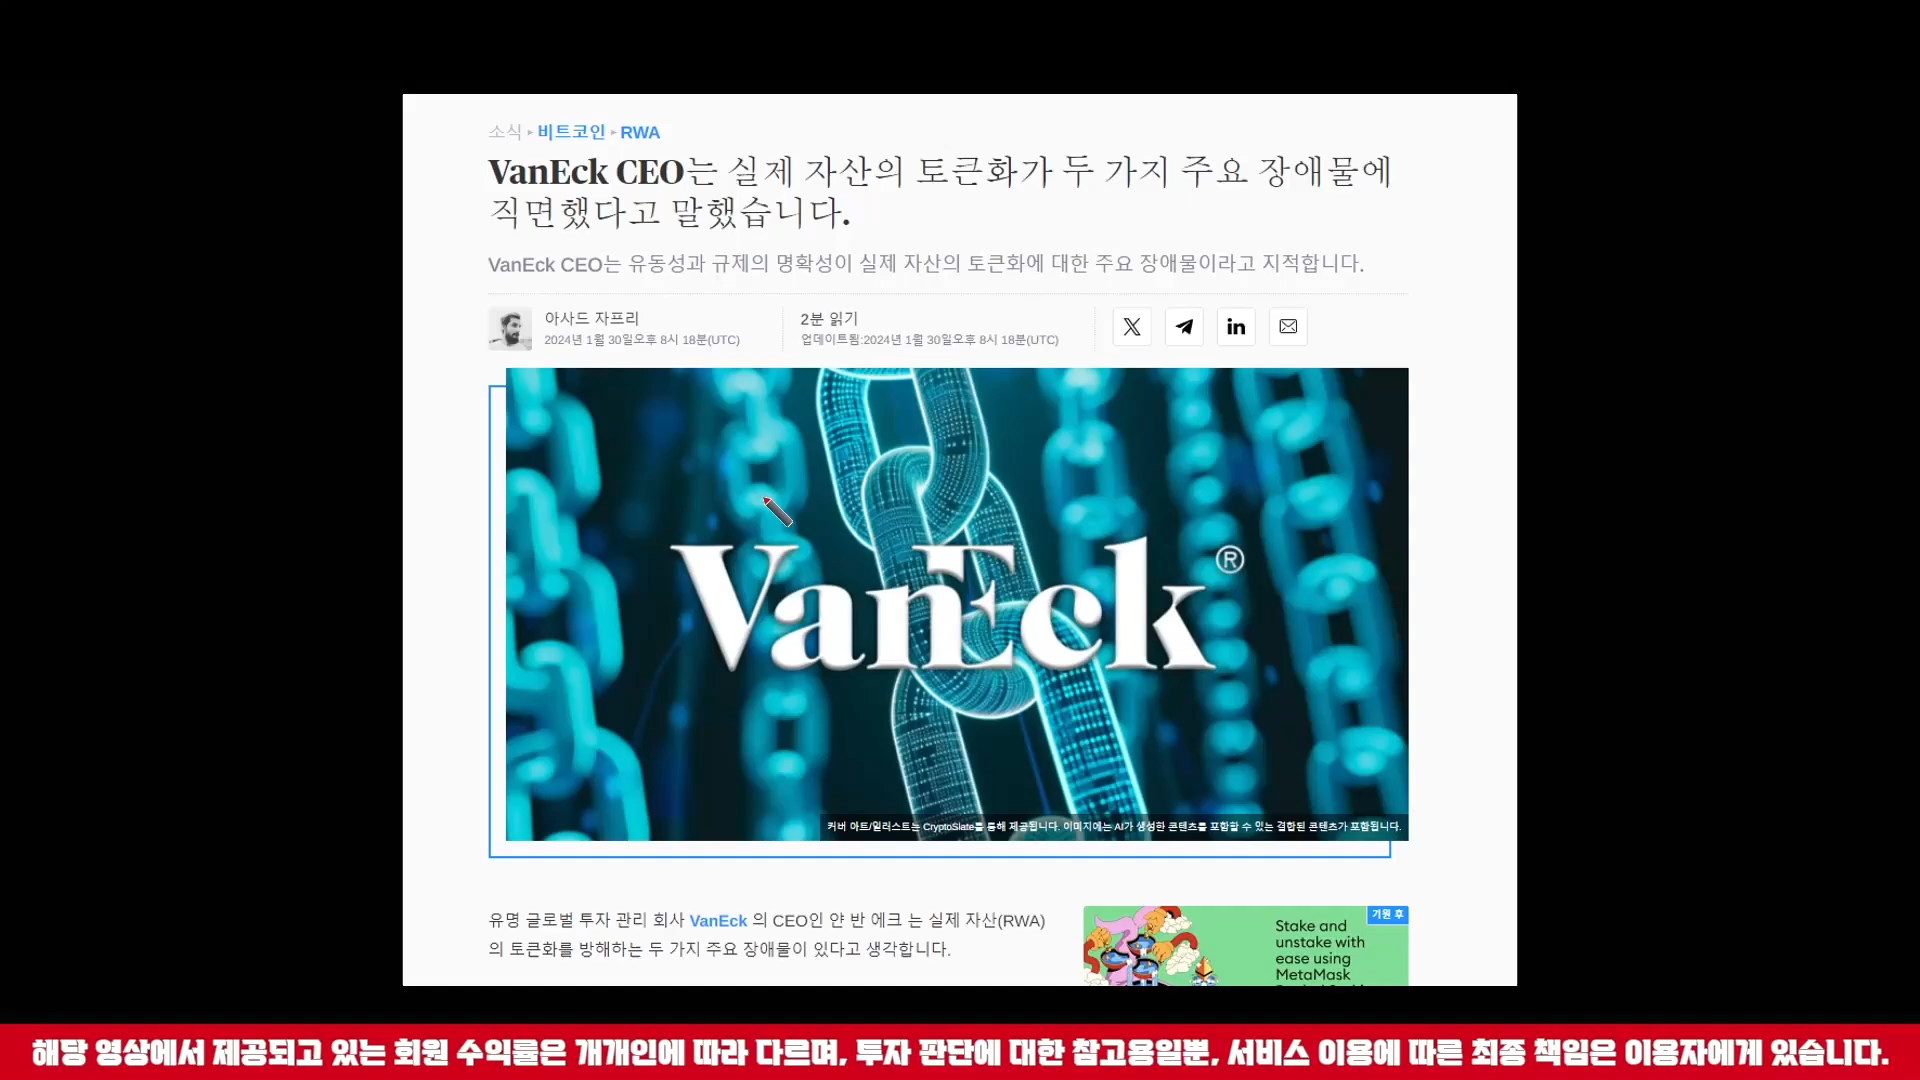 소식 ▸ 비트코인 ▸ RWA
VanEck CEO는 실제 자산의 토큰화가 두 가지 주요 장애물에
직면했다고 말했습니다.
VanEck CEO는 유동성과 규제의 명확성이 실제 자산의 토큰화에 대한 주요 장애물이라고 지적합니다.
아사드 자프리
2024년 1월 30일오후 8시 18분(UTC)
2분 읽기
업데이트됨:2024년 1월 30일오후 8시 18분(UTC)
VanEck®
커버 아트/일러스트는 CryptoSlate를 통해 제공됩니다. 이미지에는 AI가 생성한 콘텐츠를 포함할 수 있는 결합된 콘텐츠가 포함됩니다.
유명 글로벌 투자 관리 회사 VanEck 의 CEO인 얀 반 에크 는 실제 자산(RWA)
의 토큰화를 방해하는 두 가지 주요 장애물이 있다고 생각합니다.
기원 후
Stake and
unstake with
ease using
MetaMask
해당 영상에서 제공되고 있는 회원 수익률은 개개인에 따라 다르며, 투자 판단에 대한 참고용일뿐, 서비스 이용에 따른 최종 책임은 이용자에게 있습니다.